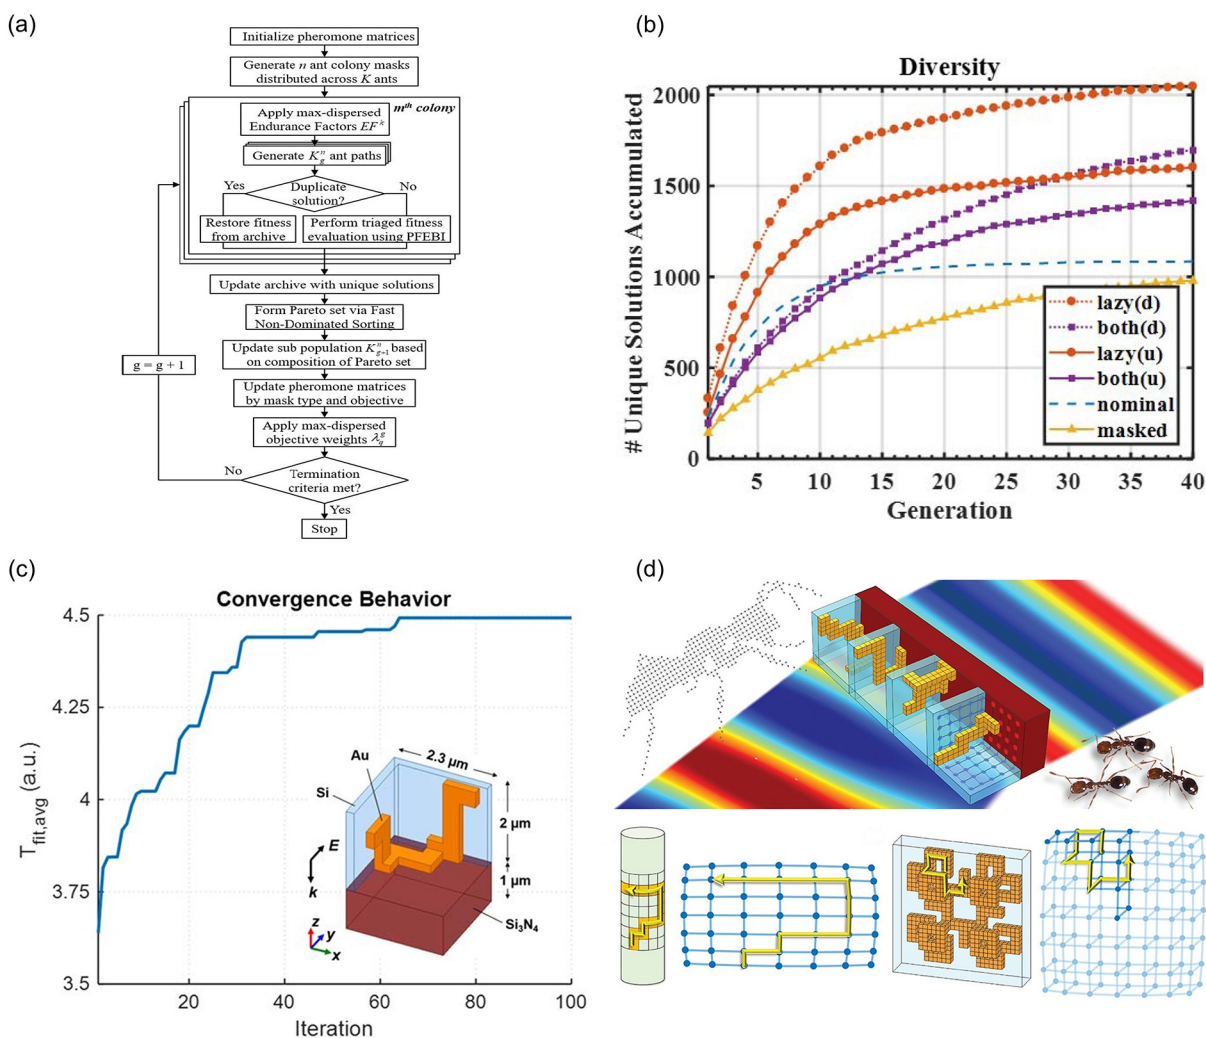 (a)
Initialize pheromone matrices
Generate n ant colony masks
distributed across K ants
mth colony
Apply max-dispersed
Endurance Factors EF^k
Generate K_g^n ant paths
Yes
Duplicate
solution?
No
Restore fitness
from archive
Perform triaged fitness
evaluation using PFEBI
Update archive with unique solutions
Form Pareto set via Fast
Non-Dominated Sorting
Update sub population K_{g+1}^n based
on composition of Pareto set
g = g + 1
Update pheromone matrices
by mask type and objective
Apply max-dispersed
objective weights λ_q^g
No
Termination
criteria met?
Yes
Stop
(b)
Diversity
# Unique Solutions Accumulated
2000
1500
1000
500
0
lazy(d)
both(d)
lazy(u)
both(u)
nominal
masked
5
10
15
20
25
30
35
40
Generation
(c)
Convergence Behavior
T_fit,avg (a.u.)
4.5
4.25
4
3.75
3.5
2.3 μm
Au
Si
2 μm
E
k
1 μm
Si3N4
z
y
x
20
40
60
80
100
Iteration
(d)